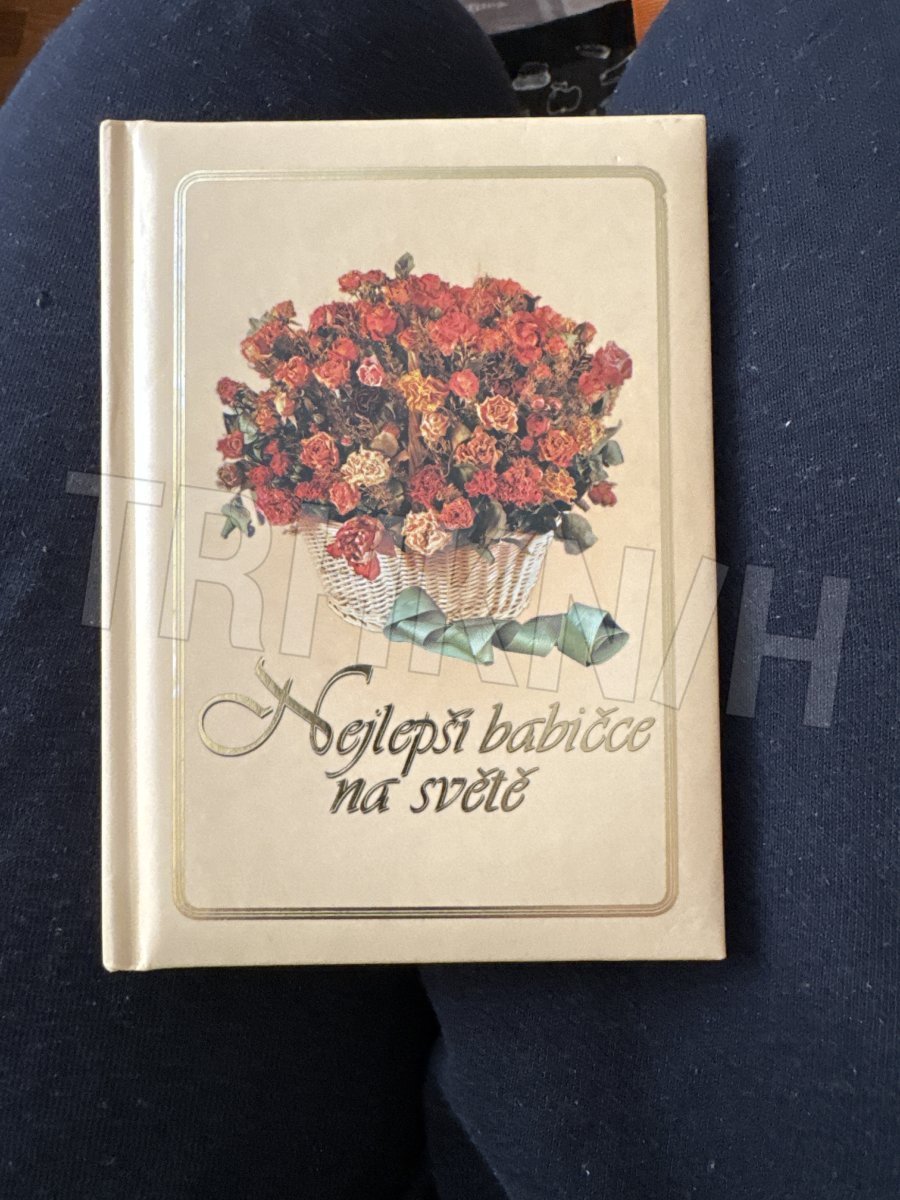 Nejlepší babičce
na světě
TRHKNIH